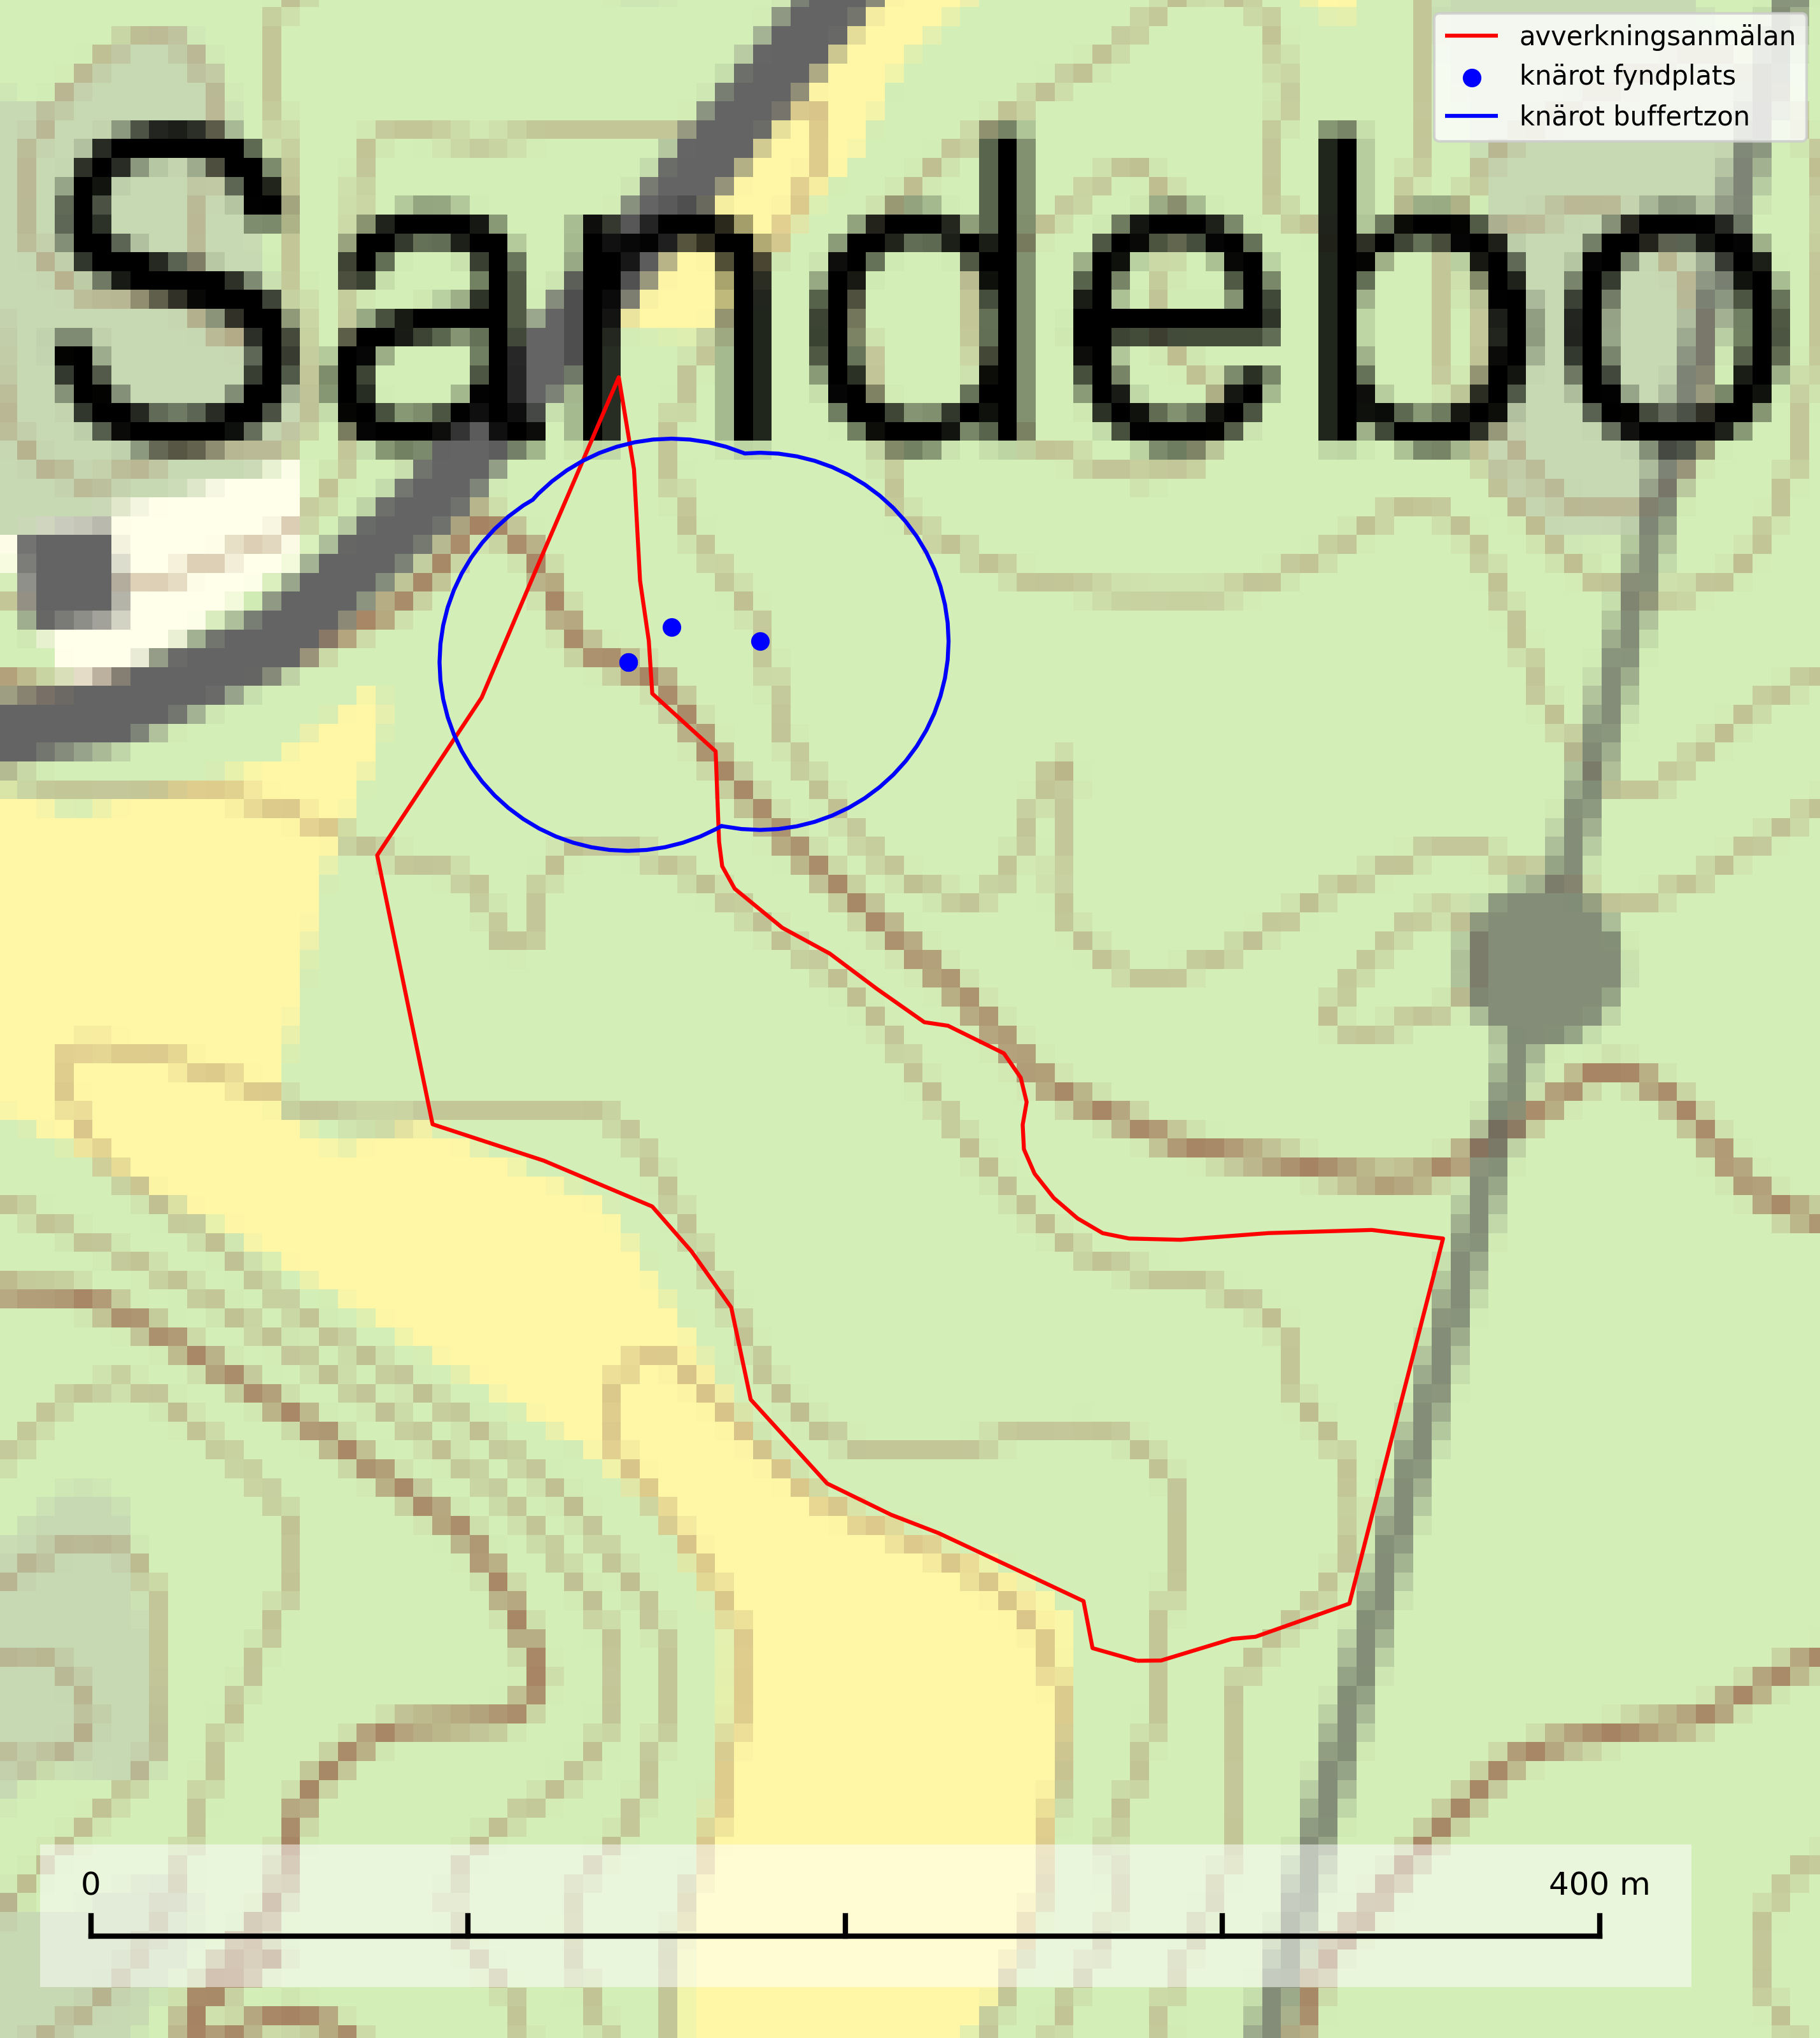 avverkningsanmälan
knärot fyndplats
knärot buffertzon
Sandebo
0 400 m